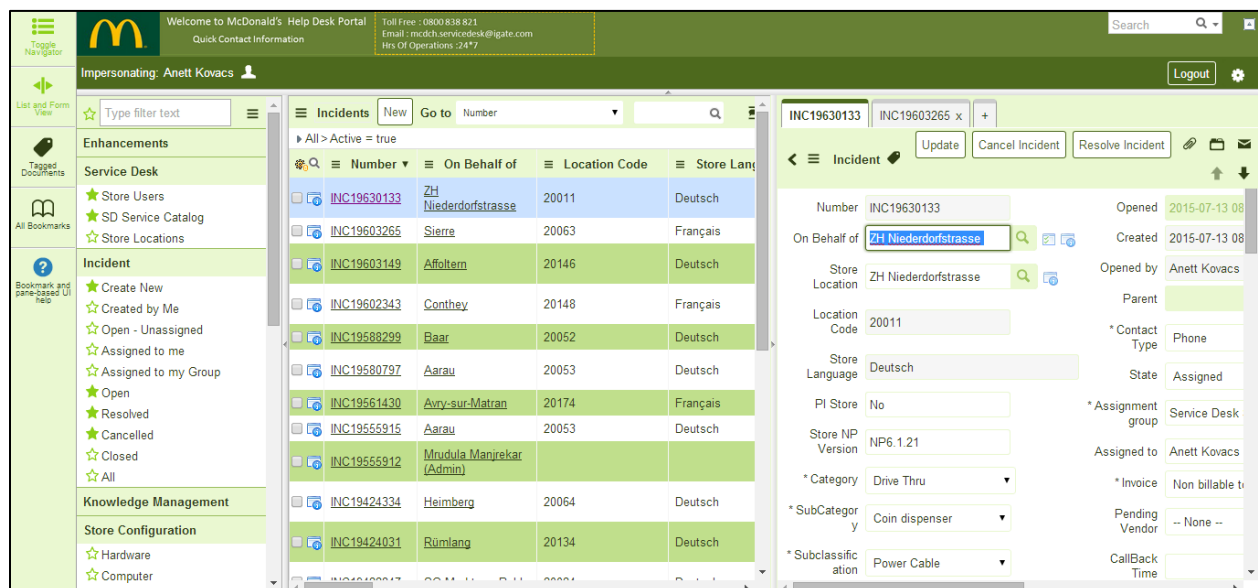 Toggle
Navigator
List and Form
View
Tagged
Documents
All Bookmarks
Bookmark and
pane-based UI
help
Welcome to McDonald's Help Desk Portal
Quick Contact Information
Toll Free : 0800 838 821
Email : mcdch.servicedesk@igate.com
Hrs Of Operations :24*7
Search
Impersonating: Anett Kovacs
Logout
Type filter text
Enhancements
Service Desk
Store Users
SD Service Catalog
Store Locations
Incident
Create New
Created by Me
Open - Unassigned
Assigned to me
Assigned to my Group
Open
Resolved
Cancelled
Closed
All
Knowledge Management
Store Configuration
Hardware
Computer
Incidents New Go to Number
All > Active = true
Number ▼ On Behalf of Location Code Store Lang
INC19630133 ZH Niederdorfstrasse 20011 Deutsch
INC19603265 Sierre 20063 Français
INC19603149 Affoltern 20146 Deutsch
INC19602343 Conthey 20148 Français
INC19588299 Baar 20052 Deutsch
INC19580797 Aarau 20053 Deutsch
INC19561430 Avry-sur-Matran 20174 Français
INC19555915 Aarau 20053 Deutsch
INC19555912 Mrudula Manjrekar (Admin)
INC19424334 Heimberg 20064 Deutsch
INC19424031 Rümlang 20134 Deutsch
INC19630133 INC19603265 x +
Incident Update Cancel Incident Resolve Incident
Number INC19630133
On Behalf of ZH Niederdorfstrasse
Store Location ZH Niederdorfstrasse
Location Code 20011
Store Language Deutsch
PI Store No
Store NP Version NP6.1.21
* Category Drive Thru
* SubCategory Coin dispenser
* Subclassification Power Cable
Opened 2015-07-13 08
Created 2015-07-13 08
Opened by Anett Kovacs
Parent
* Contact Type Phone
State Assigned
* Assignment group Service Desk
Assigned to Anett Kovacs
* Invoice Non billable t
Pending Vendor -- None --
CallBack Time